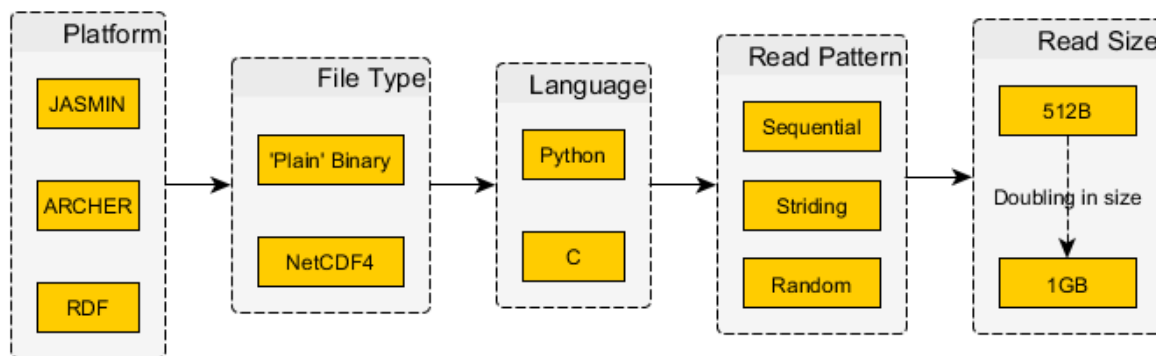 Platform
JASMIN
ARCHER
RDF
File Type
'Plain' Binary
NetCDF4
Language
Python
C
Read Pattern
Sequential
Striding
Random
Read Size
512B
Doubling in size
1GB